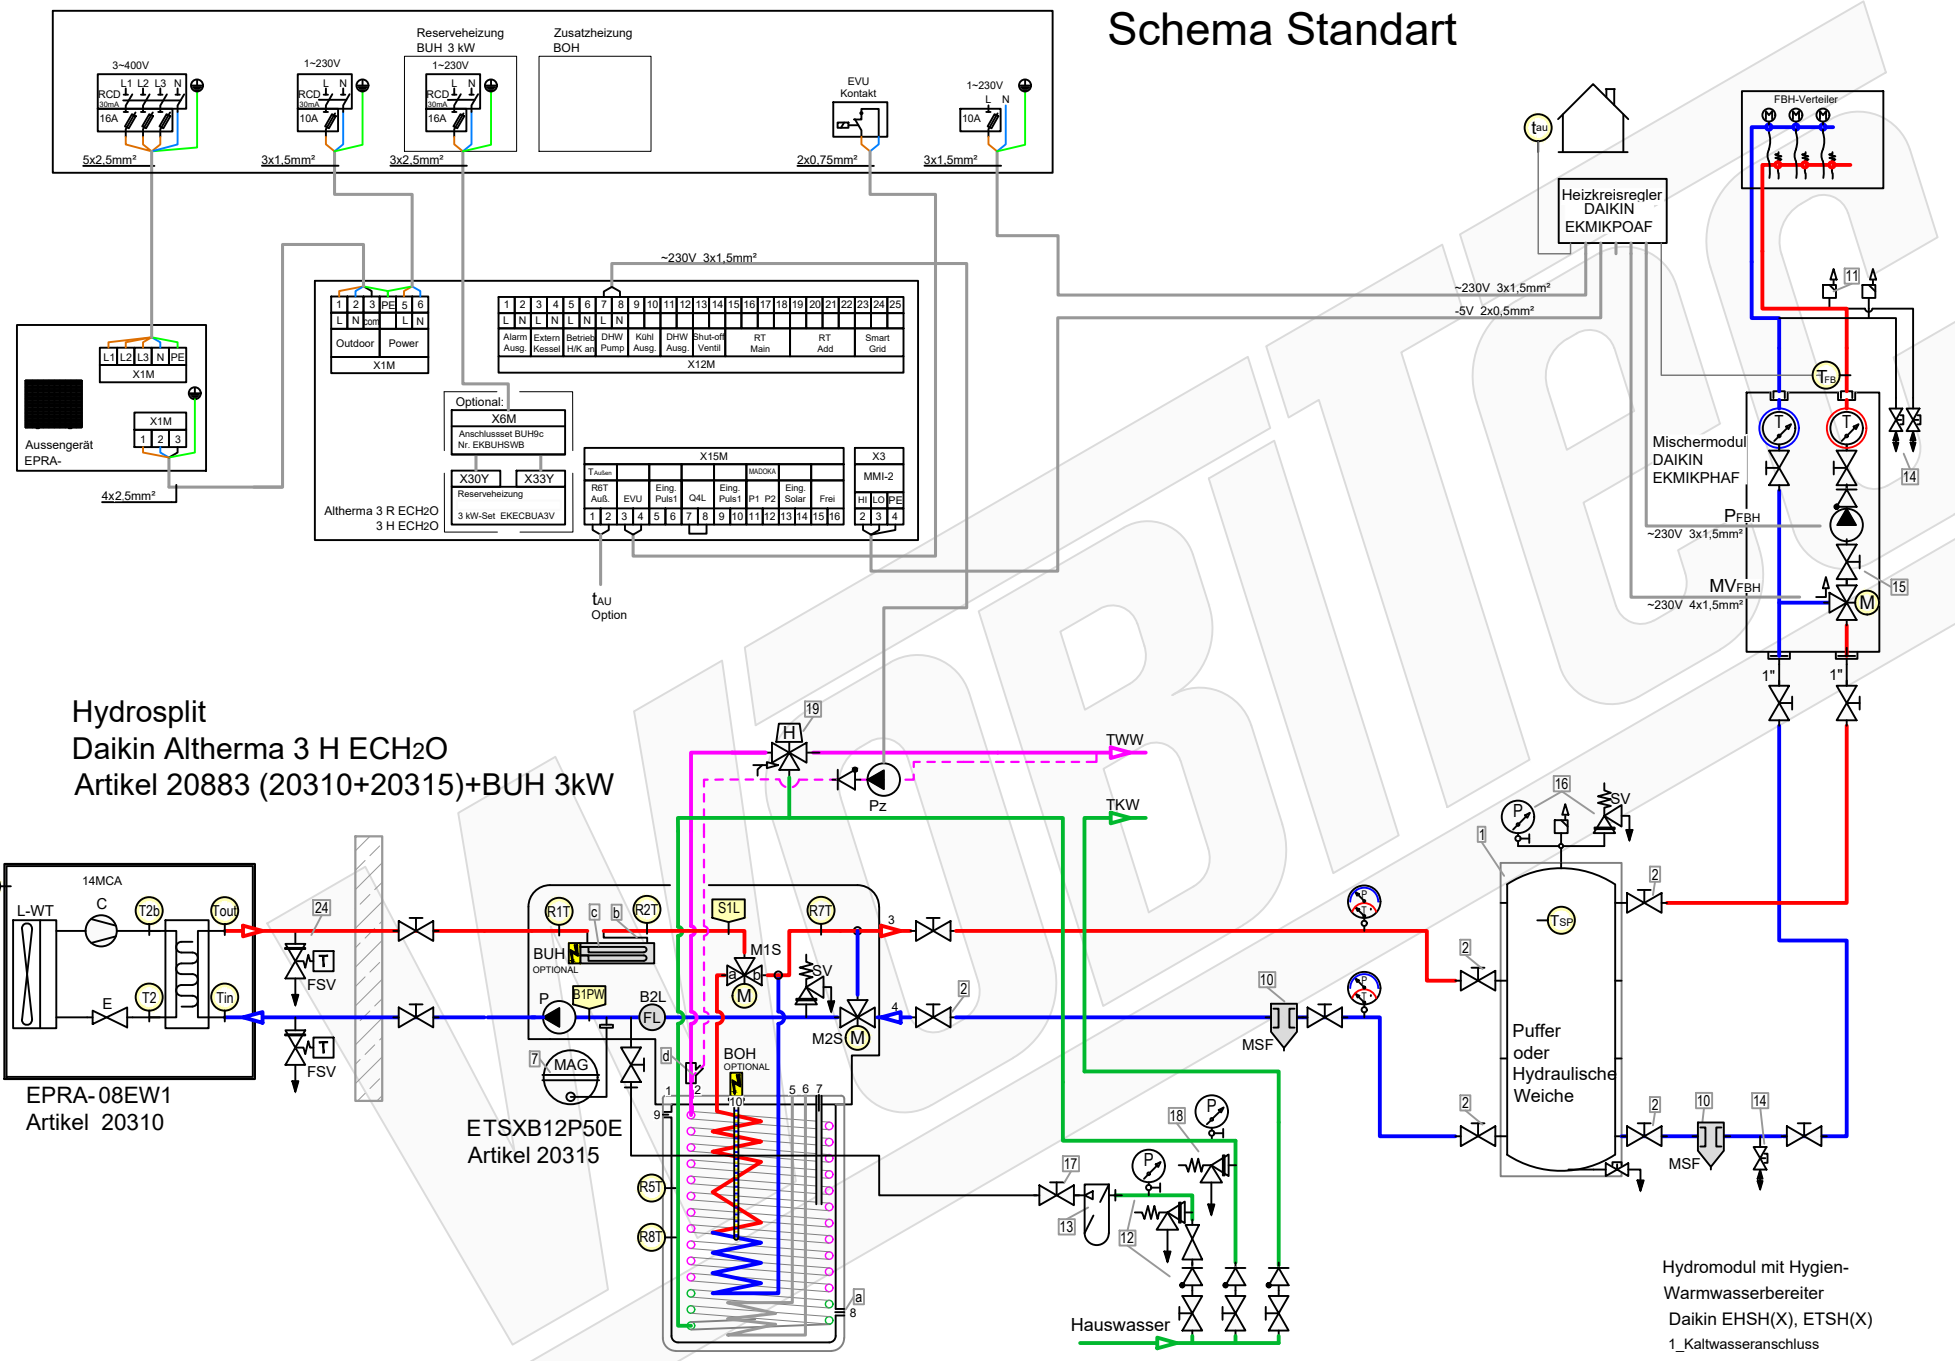 Schema Standart
Reserveheizung
BUH 3 kW
Zusatzheizung
BOH
3~400V
L1 L2 L3 N
RCD
30mA
16A
5x2,5mm²
1~230V
L N
RCD
30mA
10A
3x1,5mm²
1~230V
L N
RCD
30mA
16A
3x2,5mm²
EVU
Kontakt
2x0,75mm²
1~230V
L N
10A
3x1,5mm²
tau
Heizkreisregler
DAIKIN
EKMIKPOAF
FBH-Verteiler
M M M
11
~230V 3x1,5mm²
~230V 3x1,5mm²
-5V 2x0,5mm²
1 2 3 PE 5 6
L N com L N
Outdoor Power
X1M
1 2 3 4 5 6 7 8 9 10 11 12 13 14 15 16 17 18 19 20 21 22 23 24 25
L N L N L N L N
Alarm Ausg.
Extern Kessel
Betrieb H/K an
DHW Pump
Kühl Ausg.
DHW Ausg.
Shut-off Ventil
RT Main
RT Add
Smart Grid
X12M
L1 L2 L3 N PE
X1M
X1M
1 2 3
Aussengerät
EPRA-
4x2,5mm²
Optional:
X6M
Anschlussset BUH9c
Nr. EKBUHSWB
X30Y X33Y
Reserveheizung
3 kW-Set EKECBUA3V
Altherma 3 R ECH2O
3 H ECH2O
X15M
TAußen MADOKA
R6T Auß.
EVU
Eing. Puls1
Q4L
Eing. Puls1
P1 P2
Eing. Solar
Frei
1 2 3 4 5 6 7 8 9 10 11 12 13 14 15 16
X3
MMI-2
HI LO PE
2 3 4
tAU
Option
TFB
T T
Mischermodul
DAIKIN
EKMIKPHAF
14
PFBH
~230V 3x1,5mm²
MVFBH
~230V 4x1,5mm²
15
M
1" 1"
Hydrosplit
Daikin Altherma 3 H ECH2O
Artikel 20883 (20310+20315)+BUH 3kW
19
H
TWW
Pz
TKW
14MCA
L-WT
C
T2b
Tout
E
T2
Tin
EPRA-08EW1
Artikel 20310
24
T
FSV
T
FSV
R1T
c
b
R2T
S1L
R7T
3
BUH
OPTIONAL
M1S
a b
M
SV
P
B1PW
B2L
FL
M2S
M
4
2
7
MAG
d
BOH
OPTIONAL
1 2 5 6 7
9
10
ETSXB12P50E
Artikel 20315
R5T
R8T
a
8
P
T
P
T
10
MSF
16
P
SV
1
2
TSP
2
Puffer
oder
Hydraulische
Weiche
2
2
10
MSF
14
18
P
17
P
13
12
Hauswasser
Hydromodul mit Hygien-
Warmwasserbereiter
Daikin EHSH(X), ETSH(X)
1_Kaltwasseranschluss